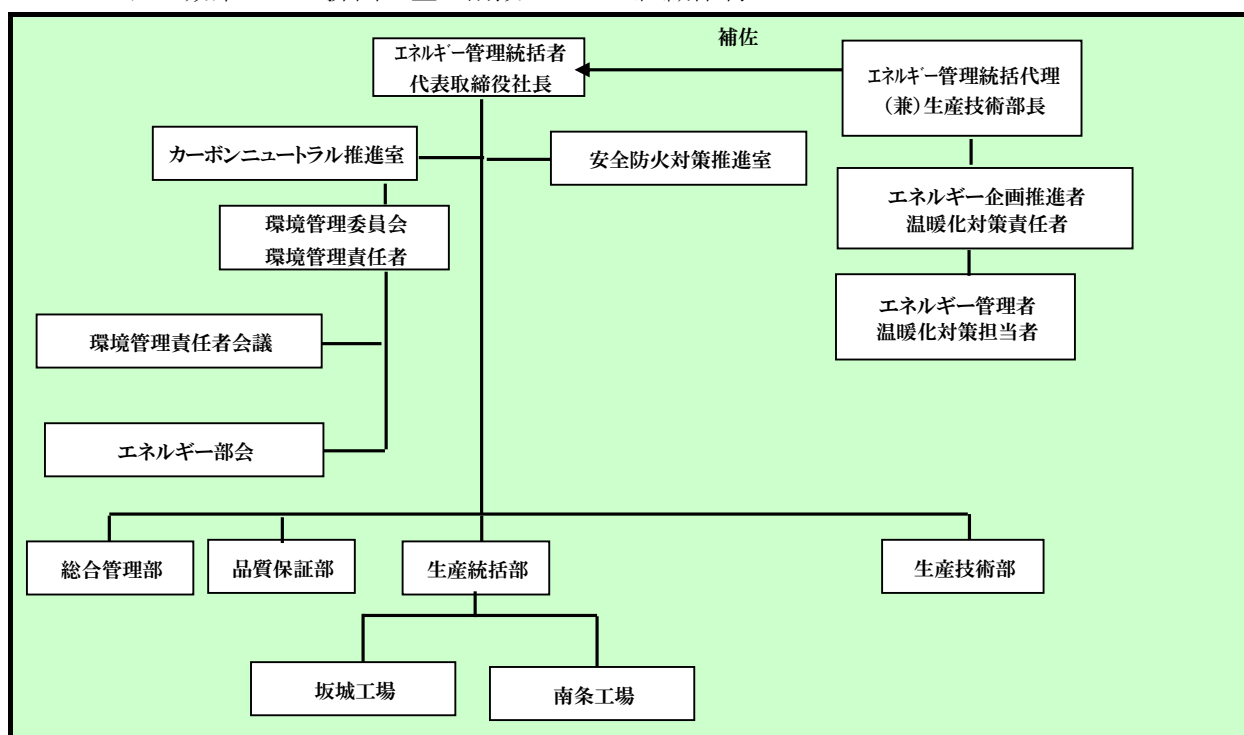 補佐
エネルギー管理統括者
代表取締役社長
エネルギー管理統括代理
（兼）生産技術部長
カーボンニュートラル推進室
安全防火対策推進室
エネルギー企画推進者
温暖化対策責任者
環境管理委員会
環境管理責任者
エネルギー管理者
温暖化対策担当者
環境管理責任者会議
エネルギー部会
総合管理部
品質保証部
生産統括部
生産技術部
坂城工場
南条工場